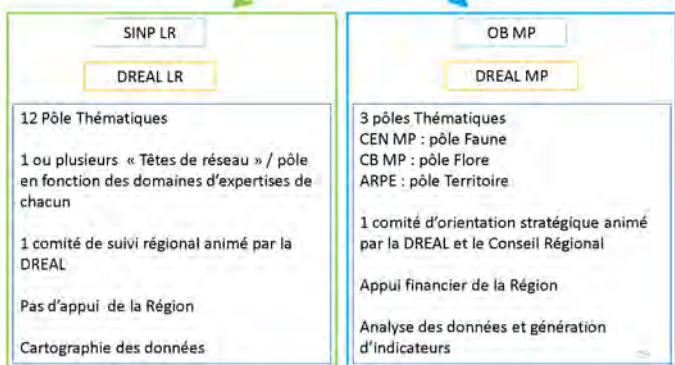 SINP LR
DREAL LR
12 Pôle Thématiques
1 ou plusieurs « Têtes de réseau » / pôle
en fonction des domaines d'expertises de
chacun
1 comité de suivi régional animé par la
DREAL
Pas d'appui de la Région
Cartographie des données
OB MP
DREAL MP
3 pôles Thématiques
CEN MP : pôle Faune
CB MP : pôle Flore
ARPE : pôle Territoire
1 comité d'orientation stratégique animé
par la DREAL et le Conseil Régional
Appui financier de la Région
Analyse des données et génération
d'indicateurs